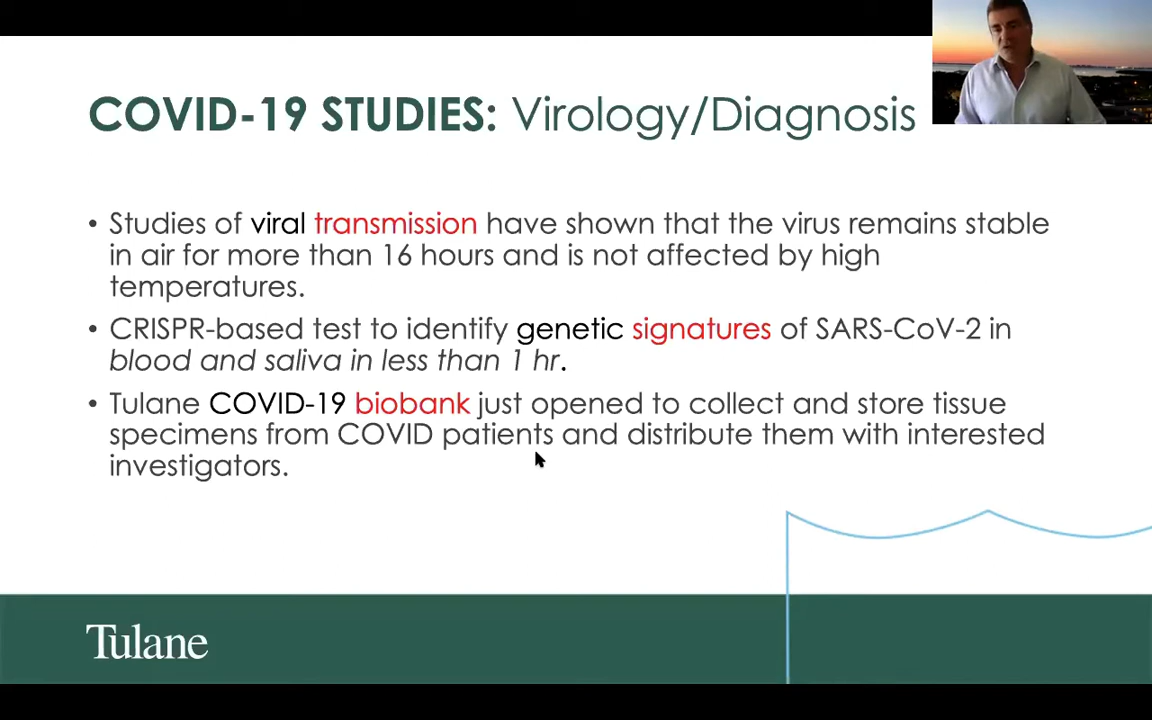 COVID-19 STUDIES: Virology/Diagnosis
• Studies of viral transmission have shown that the virus remains stable
in air for more than 16 hours and is not affected by high
temperatures.
• CRISPR-based test to identify genetic signatures of SARS-CoV-2 in
blood and saliva in less than 1 hr.
• Tulane COVID-19 biobank just opened to collect and store tissue
specimens from COVID patients and distribute them with interested
investigators.
Tulane